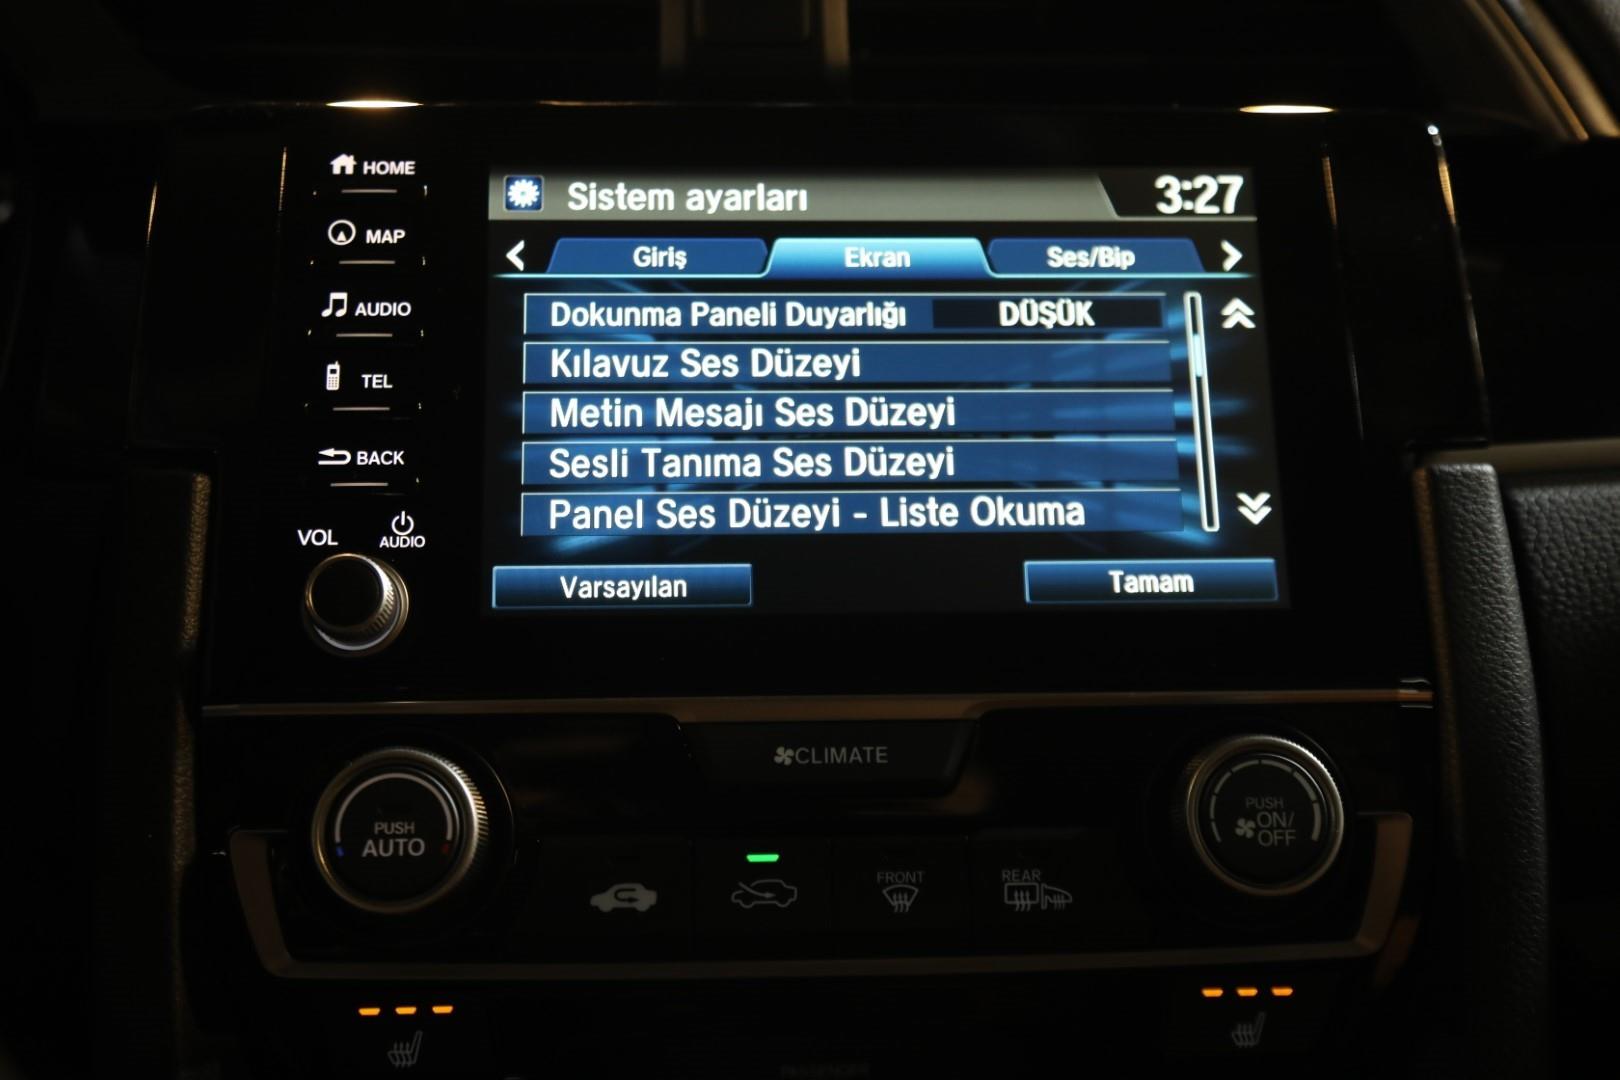 HOME
MAP
AUDIO
TEL
BACK
VOL
AUDIO
Sistem ayarları 3:27
Giriş Ekran Ses/Bip
Dokunma Paneli Duyarlığı DÜŞÜK
Kılavuz Ses Düzeyi
Metin Mesajı Ses Düzeyi
Sesli Tanıma Ses Düzeyi
Panel Ses Düzeyi - Liste Okuma
Varsayılan Tamam
CLIMATE
PUSH
AUTO
FRONT
REAR
PUSH
ON/
OFF
PASSENGER